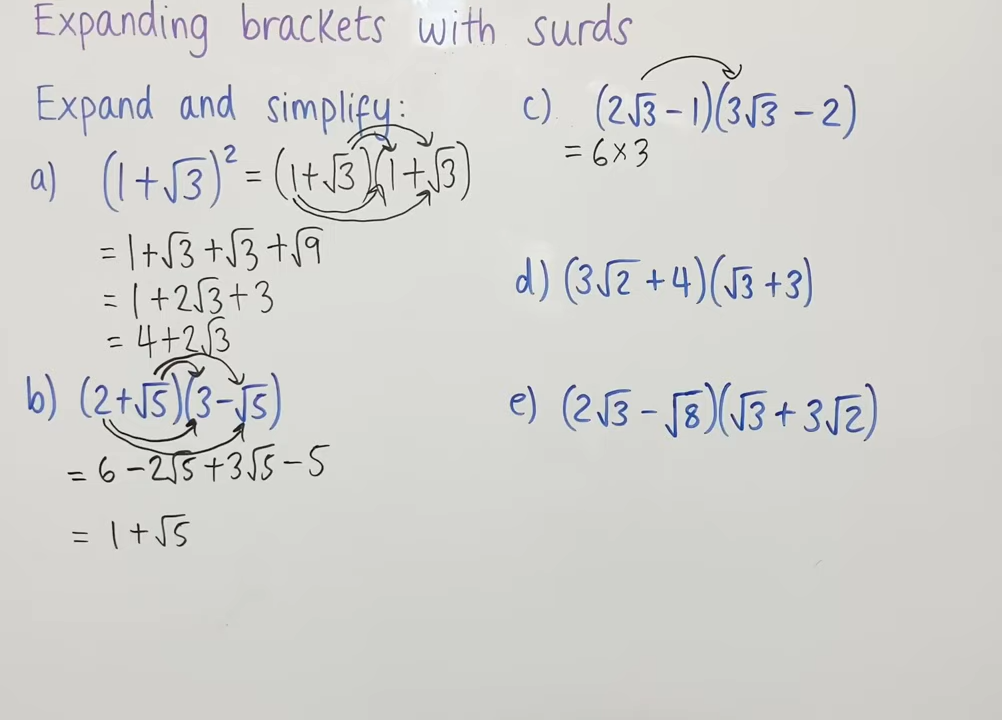 Expanding brackets with surds
Expand and simplify:
a) (1+√3)² = (1+√3)(1+√3)
= 1+√3+√3+√9
= 1+2√3+3
= 4+2√3
b) (2+√5)(3-√5)
= 6-2√5+3√5-5
= 1+√5
c) (2√3-1)(3√3-2)
= 6×3
d) (3√2+4)(√3+3)
e) (2√3-√8)(√3+3√2)